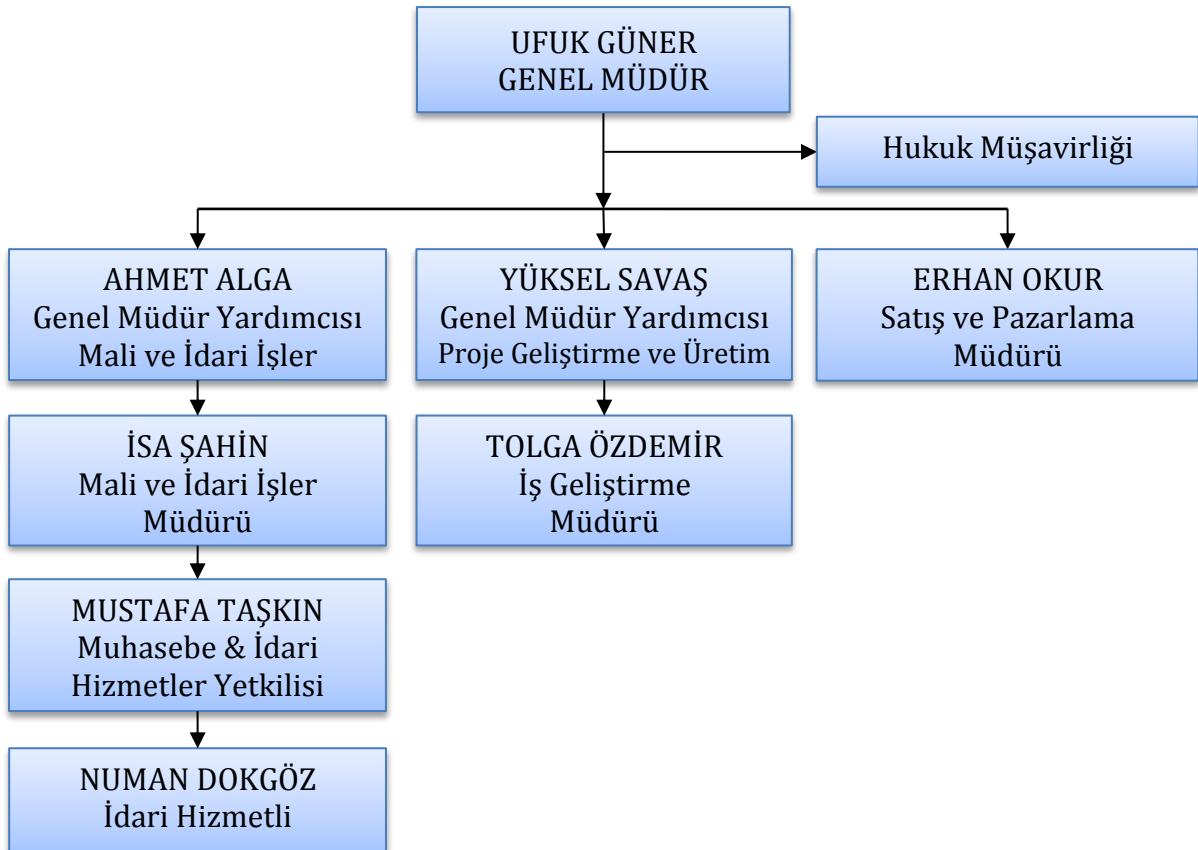 UFUK GÜNER
GENEL MÜDÜR
Hukuk Müşavirliği
AHMET ALGA
Genel Müdür Yardımcısı
Mali ve İdari İşler
YÜKSEL SAVAŞ
Genel Müdür Yardımcısı
Proje Geliştirme ve Üretim
ERHAN OKUR
Satış ve Pazarlama
Müdürü
İSA ŞAHİN
Mali ve İdari İşler
Müdürü
TOLGA ÖZDEMİR
İş Geliştirme
Müdürü
MUSTAFA TAŞKIN
Muhasebe & İdari
Hizmetler Yetkilisi
NUMAN DOKGÖZ
İdari Hizmetli